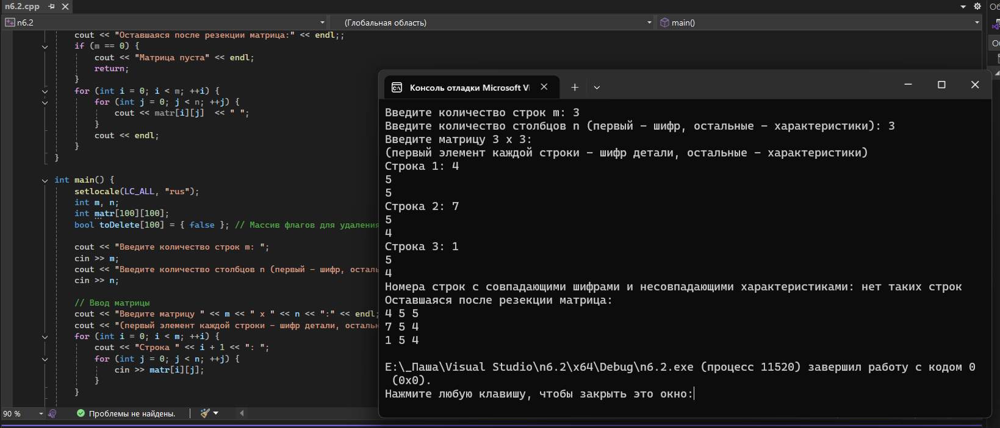 n6.2.cpp
n6.2
(Глобальная область)
main()
cout << "Оставшаяся после резекции матрица:" << endl;;
if (m == 0) {
cout << "Матрица пуста" << endl;
return;
}
for (int i = 0; i < m; ++i) {
for (int j = 0; j < n; ++j) {
cout << matr[i][j]  << " ";
}
cout << endl;
}
}
int main() {
setlocale(LC_ALL, "rus");
int m, n;
int matr[100][100];
bool toDelete[100] = { false }; // Массив флагов для удаления
cout << "Введите количество строк m: ";
cin >> m;
cout << "Введите количество столбцов n (первый - шифр, осталь
cin >> n;
// Ввод матрицы
cout << "Введите матрицу " << m << " x " << n << ":" << endl;
cout << "(первый элемент каждой строки - шифр детали, осталь
for (int i = 0; i < m; ++i) {
cout << "Строка " << i + 1 << ": ";
for (int j = 0; j < n; ++j) {
cin >> matr[i][j];
}
}
90 %
Проблемы не найдены.
Консоль отладки Microsoft Vi
Введите количество строк m: 3
Введите количество столбцов n (первый - шифр, остальные - характеристики): 3
Введите матрицу 3 x 3:
(первый элемент каждой строки - шифр детали, остальные - характеристики)
Строка 1: 4
5
5
Строка 2: 7
5
4
Строка 3: 1
5
4
Номера строк с совпадающими шифрами и несовпадающими характеристиками: нет таких строк
Оставшаяся после резекции матрица:
4 5 5
7 5 4
1 5 4
E:\_Паша\Visual Studio\n6.2\x64\Debug\n6.2.exe (процесс 11520) завершил работу с кодом 0
(0x0).
Нажмите любую клавишу, чтобы закрыть это окно: